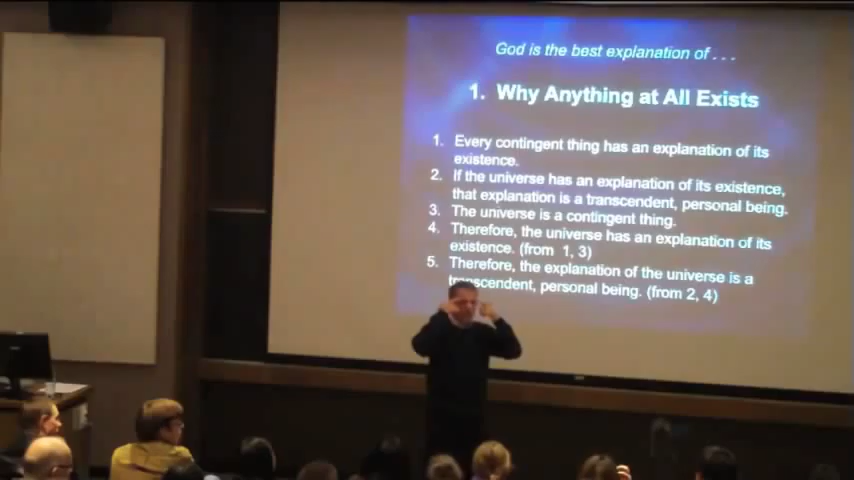 God is the best explanation of . . .
1. Why Anything at All Exists
1. Every contingent thing has an explanation of its
existence.
2. If the universe has an explanation of its existence,
that explanation is a transcendent, personal being.
3. The universe is a contingent thing.
4. Therefore, the universe has an explanation of its
existence. (from 1, 3)
5. Therefore, the explanation of the universe is a
transcendent, personal being. (from 2, 4)